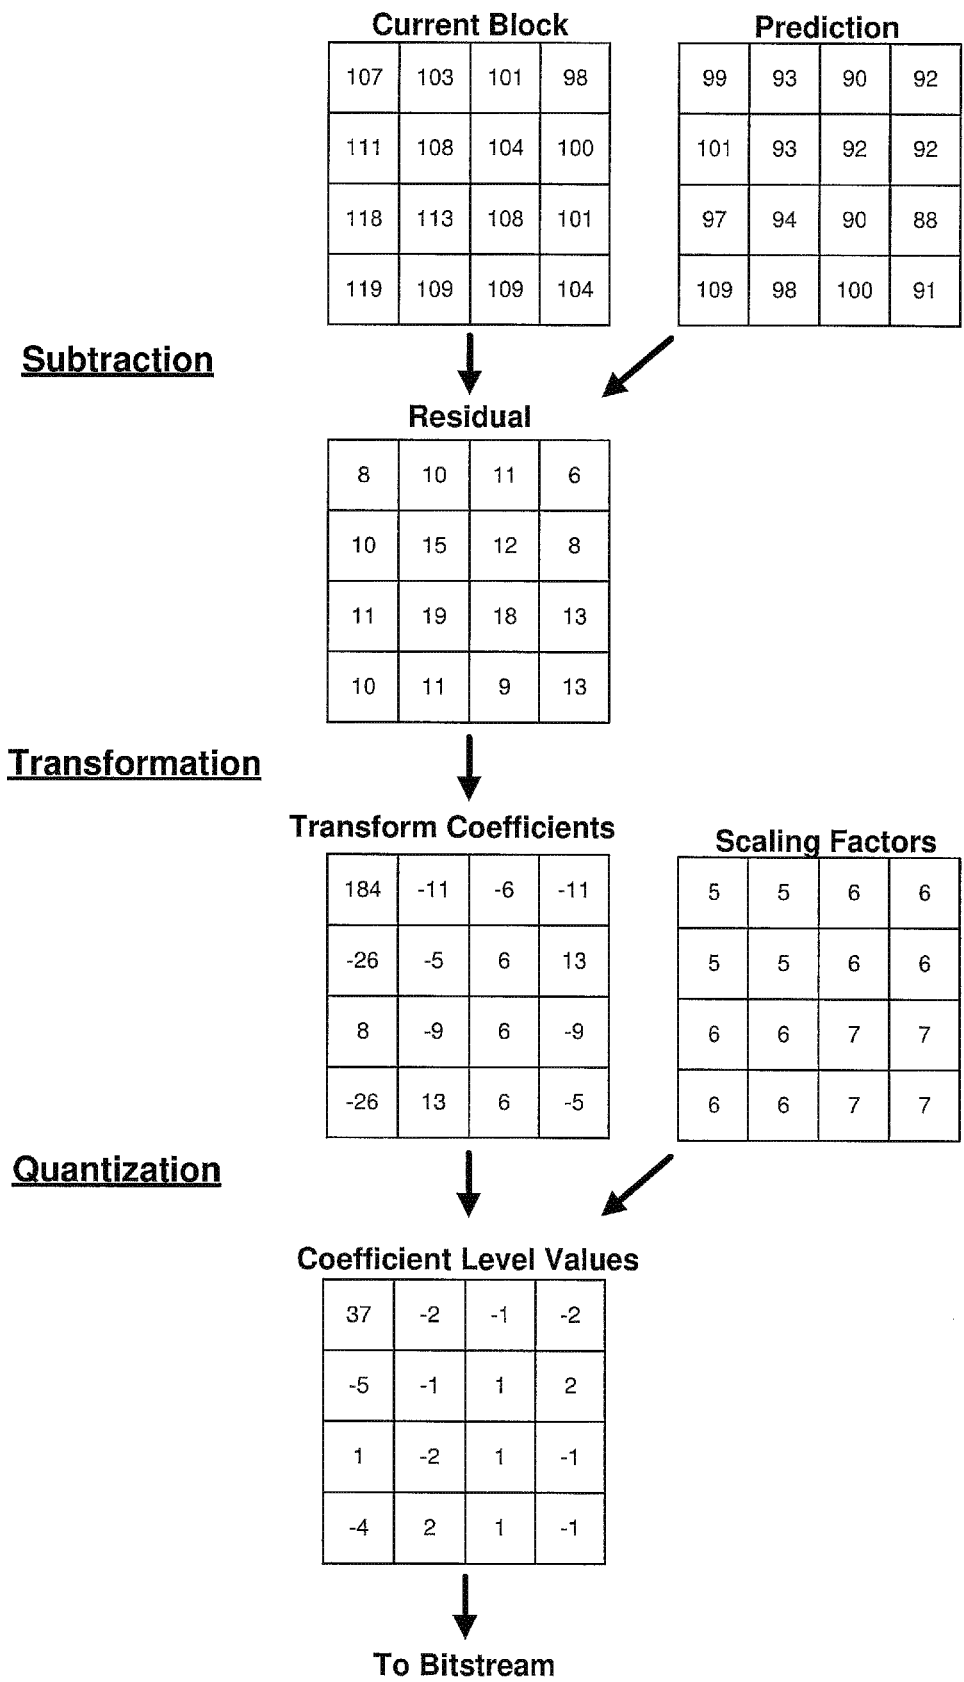 Current Block
Prediction
107 103 101 98
99 93 90 92
111 108 104 100
101 93 92 92
118 113 108 101
97 94 90 88
119 109 109 104
109 98 100 91
Subtraction
Residual
8 10 11 6
10 15 12 8
11 19 18 13
10 11 9 13
Transformation
Transform Coefficients
Scaling Factors
184 -11 -6 -11
5 5 6 6
-26 -5 6 13
5 5 6 6
8 -9 6 -9
6 6 7 7
-26 13 6 -5
6 6 7 7
Quantization
Coefficient Level Values
37 -2 -1 -2
-5 -1 1 2
1 -2 1 -1
-4 2 1 -1
To Bitstream